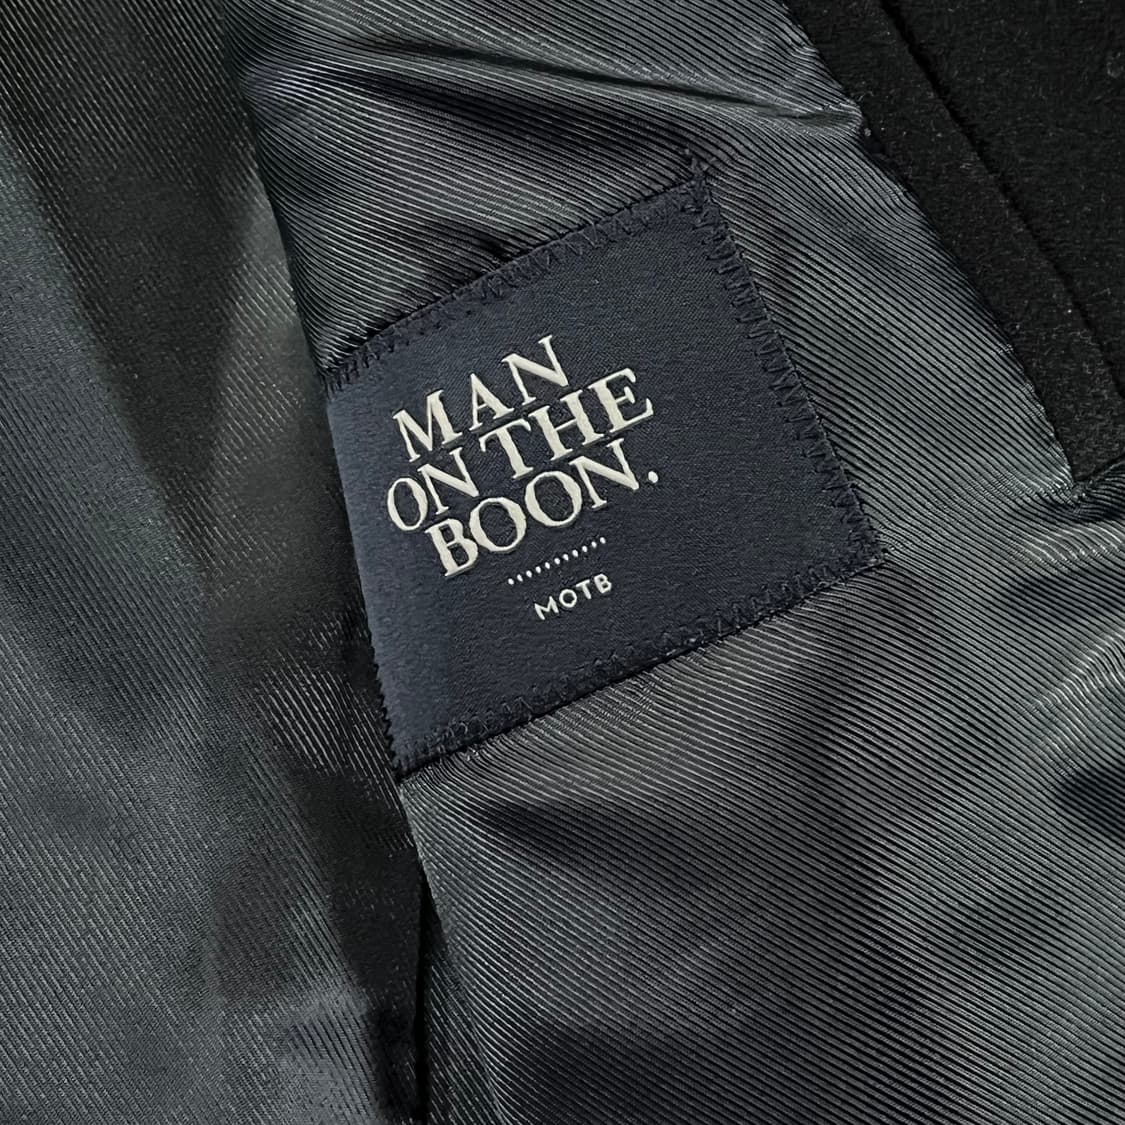 MAN
ON THE
BOON.
MOTB